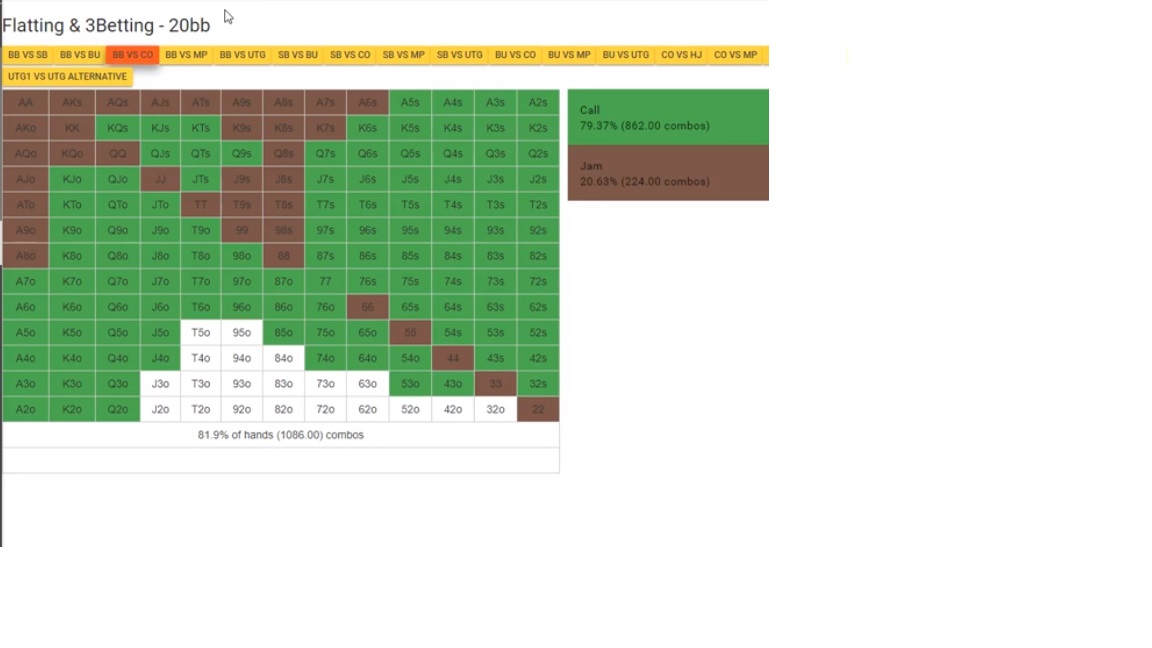 Flatting & 3Betting - 20bb
BB VS SB BB VS BU BB VS CO BB VS MP BB VS UTG SB VS BU SB VS CO SB VS MP SB VS UTG BU VS CO BU VS MP BU VS UTG CO VS HJ CO VS MP
UTG1 VS UTG ALTERNATIVE
AA AKs AQs AJs ATs A9s A8s A7s A6s A5s A4s A3s A2s
AKo KK KQs KJs KTs K9s K8s K7s K6s K5s K4s K3s K2s
AQo KQo QQ QJs QTs Q9s Q8s Q7s Q6s Q5s Q4s Q3s Q2s
AJo KJo QJo JJ JTs J9s J8s J7s J6s J5s J4s J3s J2s
ATo KTo QTo JTo TT T9s T8s T7s T6s T5s T4s T3s T2s
A9o K9o Q9o J9o T9o 99 98s 97s 96s 95s 94s 93s 92s
A8o K8o Q8o J8o T8o 98o 88 87s 86s 85s 84s 83s 82s
A7o K7o Q7o J7o T7o 97o 87o 77 76s 75s 74s 73s 72s
A6o K6o Q6o J6o T6o 96o 86o 76o 66 65s 64s 63s 62s
A5o K5o Q5o J5o T5o 95o 85o 75o 65o 55 54s 53s 52s
A4o K4o Q4o J4o T4o 94o 84o 74o 64o 54o 44 43s 42s
A3o K3o Q3o J3o T3o 93o 83o 73o 63o 53o 43o 33 32s
A2o K2o Q2o J2o T2o 92o 82o 72o 62o 52o 42o 32o 22
81.9% of hands (1086.00) combos
Call
79.37% (862.00 combos)
Jam
20.63% (224.00 combos)